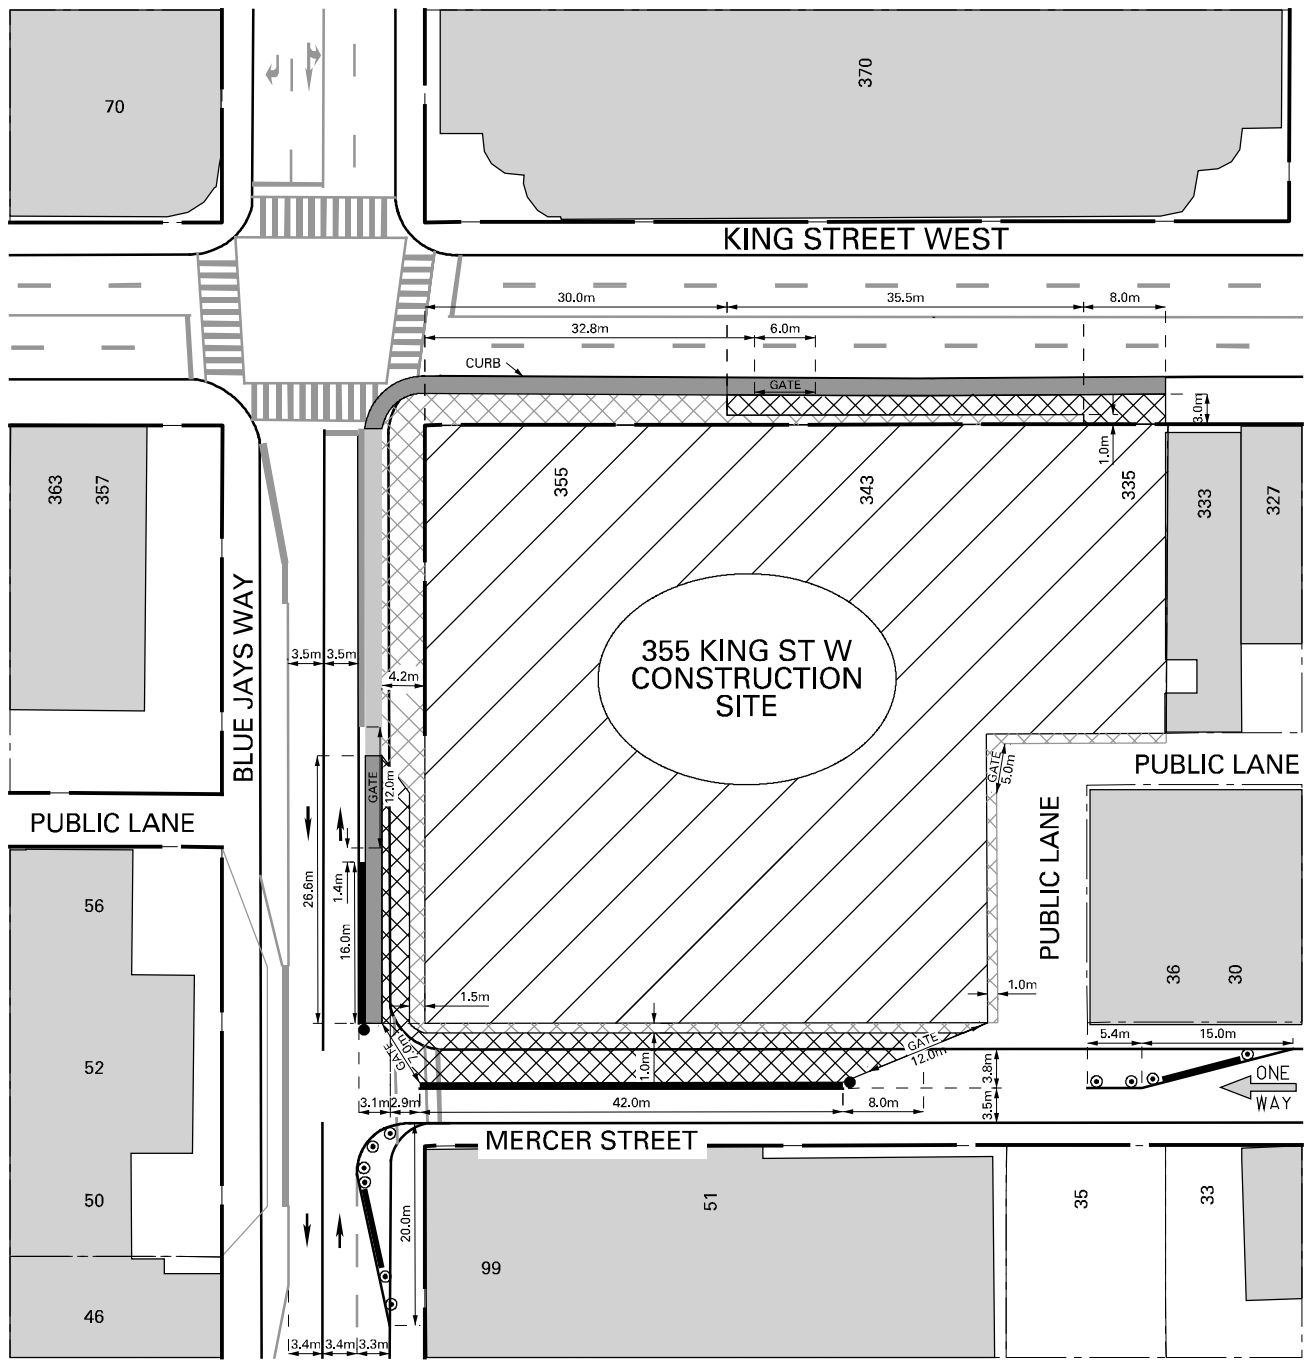 70
370
KING STREET WEST
30.0m
35.5m
8.0m
32.8m
6.0m
CURB
GATE
3.0m
1.0m
363
357
355
343
335
333
327
BLUE JAYS WAY
355 KING ST W
CONSTRUCTION
SITE
3.5m
3.5m
4.2m
GATE
12.0m
GATE
5.0m
PUBLIC LANE
PUBLIC LANE
PUBLIC LANE
26.6m
1.4m
16.0m
56
36
30
1.5m
1.0m
5.4m
15.0m
GATE
7.0m
1.0m
GATE
12.0m
3.8m
ONE
WAY
52
3.1m
2.9m
42.0m
8.0m
3.5m
MERCER STREET
50
20.0m
51
35
33
99
46
3.4m
3.4m
3.3m